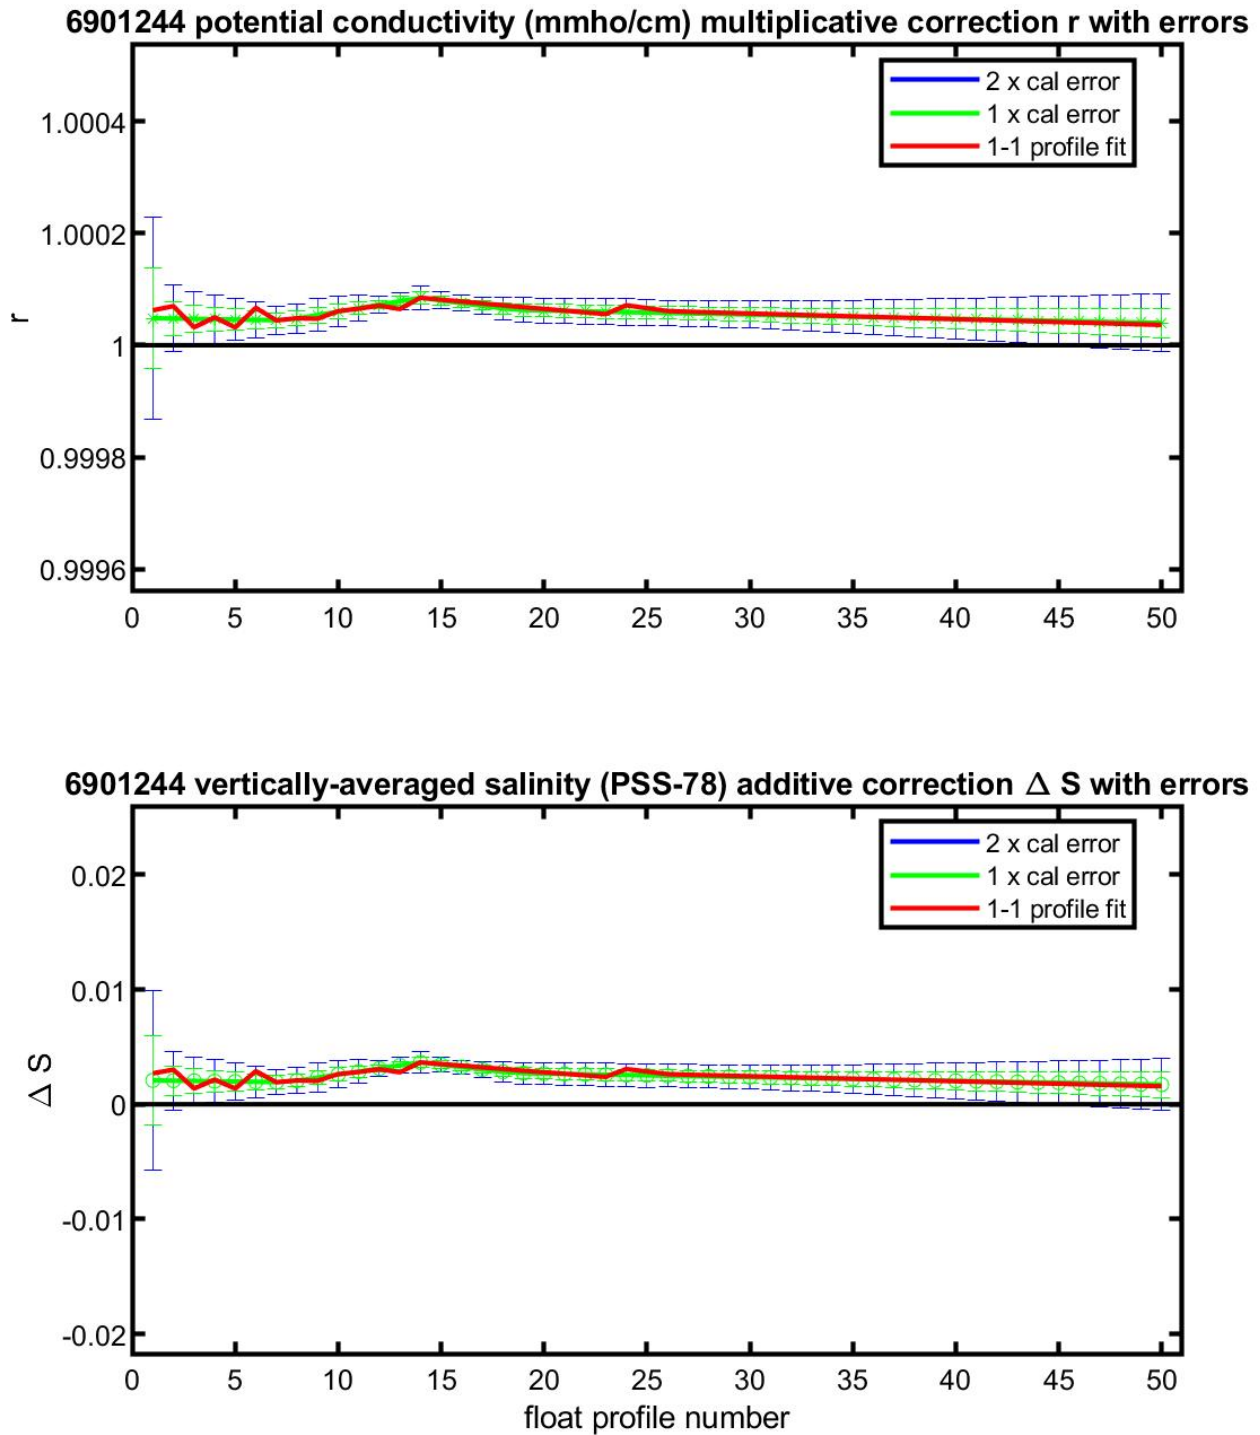 6901244 potential conductivity (mmho/cm) multiplicative correction r with errors
2 x cal error
1 x cal error
1-1 profile fit
1.0004
1.0002
1
0.9998
0.9996
r
0 5 10 15 20 25 30 35 40 45 50
6901244 vertically-averaged salinity (PSS-78) additive correction Δ S with errors
2 x cal error
1 x cal error
1-1 profile fit
0.02
0.01
0
-0.01
-0.02
Δ S
0 5 10 15 20 25 30 35 40 45 50
float profile number